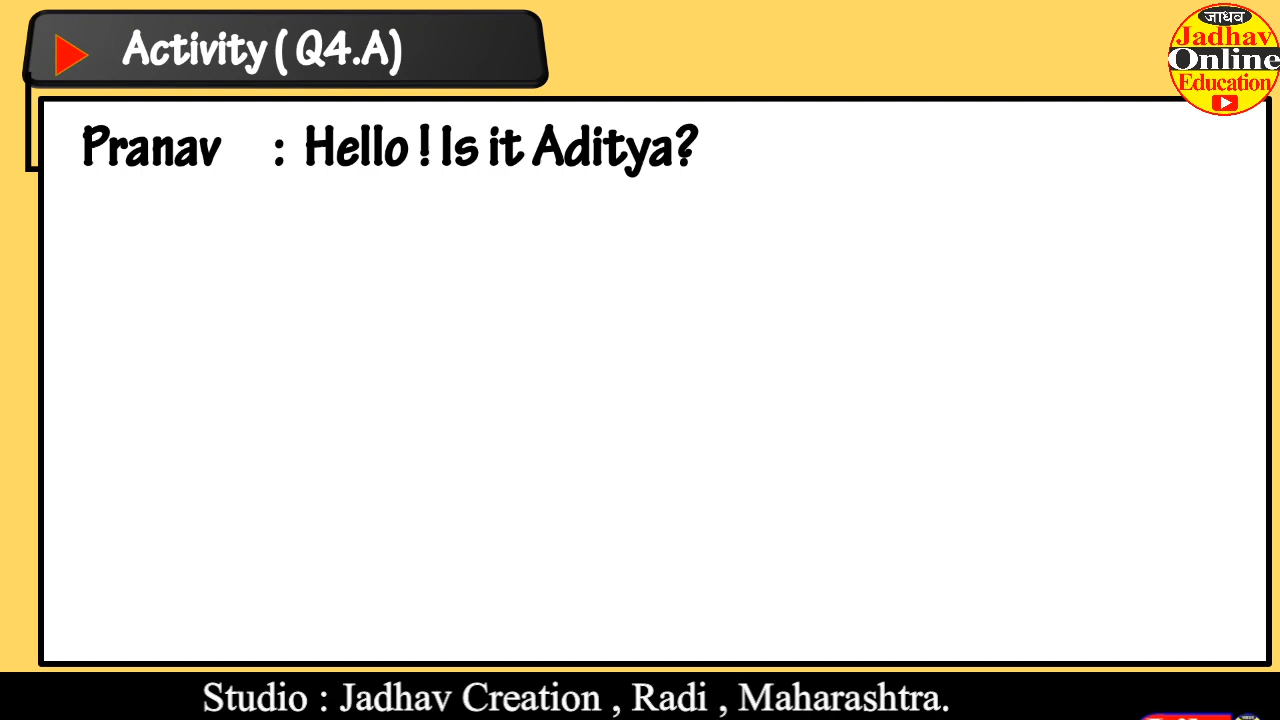 Activity ( Q4.A)
जाधव
Jadhav
Online
Education
Pranav : Hello ! Is it Aditya?
Studio : Jadhav Creation , Radi , Maharashtra.